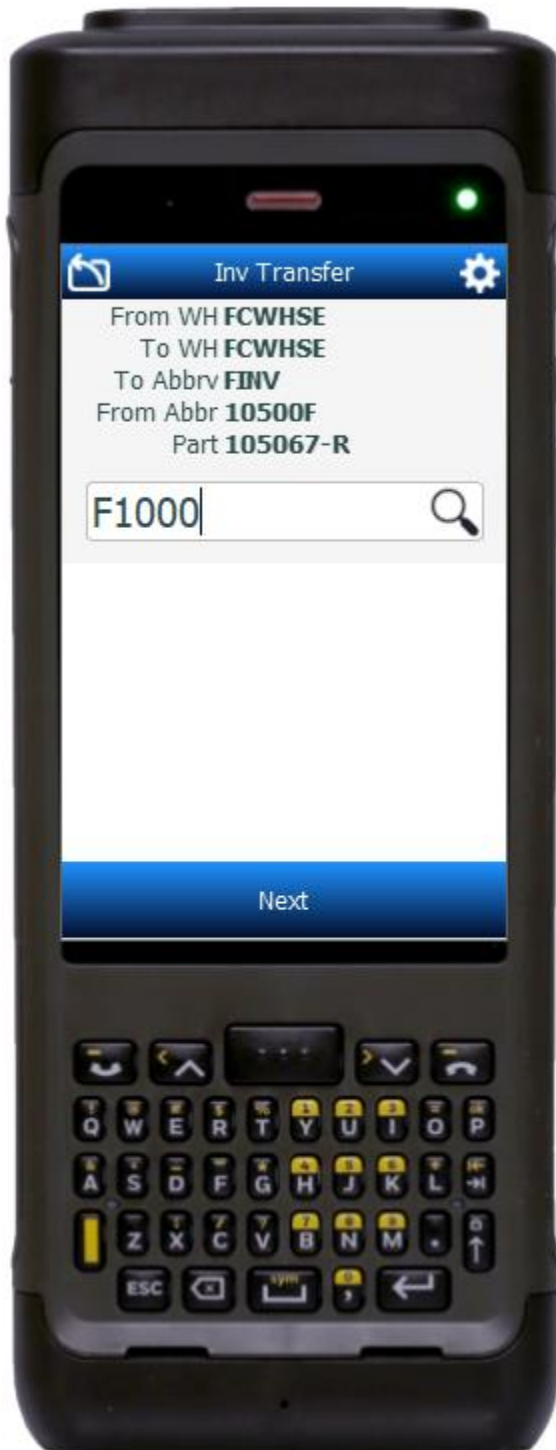 Inv Transfer
From WH FCWHSE
To WH FCWHSE
To Abbrv FINV
From Abbr 10500F
Part 105067-R
F1000
Next
Q W E R T Y U I O P
A S D F G H J K L
Z X C V B N M .
ESC sym ,